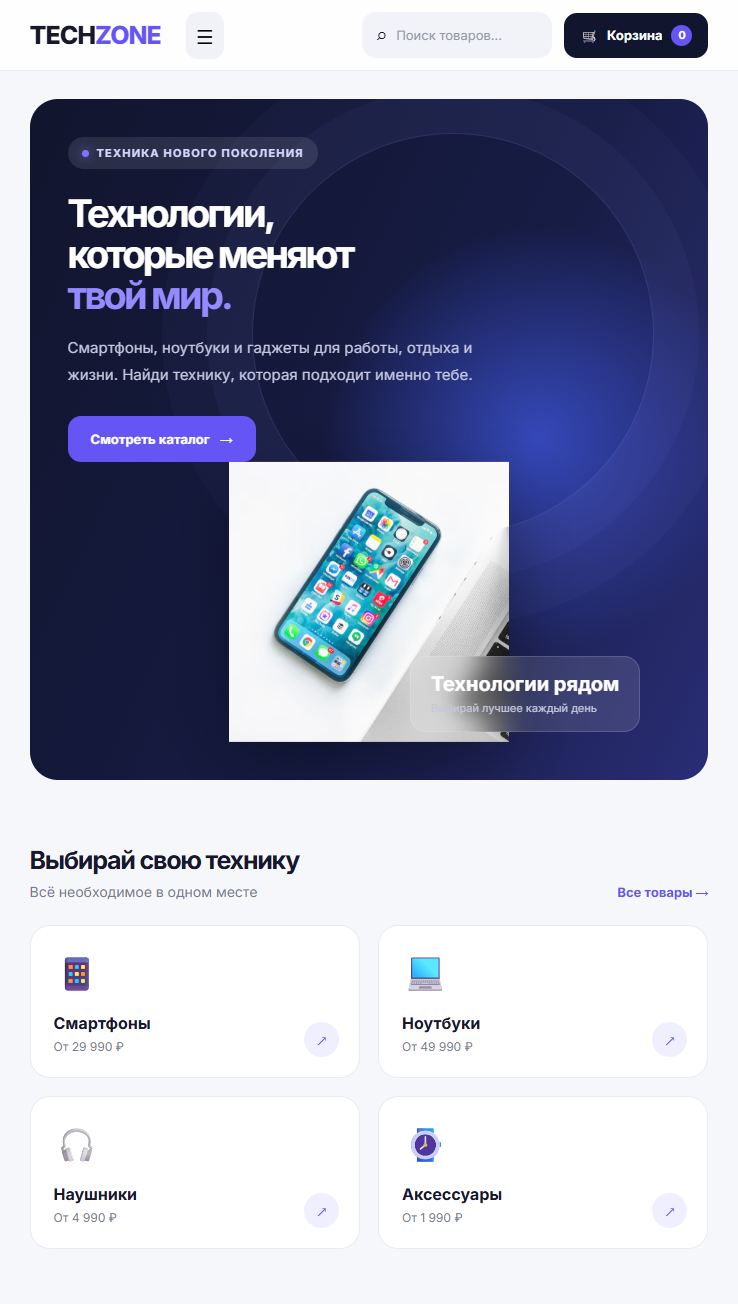 TECHZONE
Поиск товаров...
Корзина 0
ТЕХНИКА НОВОГО ПОКОЛЕНИЯ
Технологии,
которые меняют
твой мир.
Смартфоны, ноутбуки и гаджеты для работы, отдыха и
жизни. Найди технику, которая подходит именно тебе.
Смотреть каталог →
Технологии рядом
Выбирай лучшее каждый день
Выбирай свою технику
Всё необходимое в одном месте
Все товары →
Смартфоны
От 29 990 ₽
Ноутбуки
От 49 990 ₽
Наушники
От 4 990 ₽
Аксессуары
От 1 990 ₽